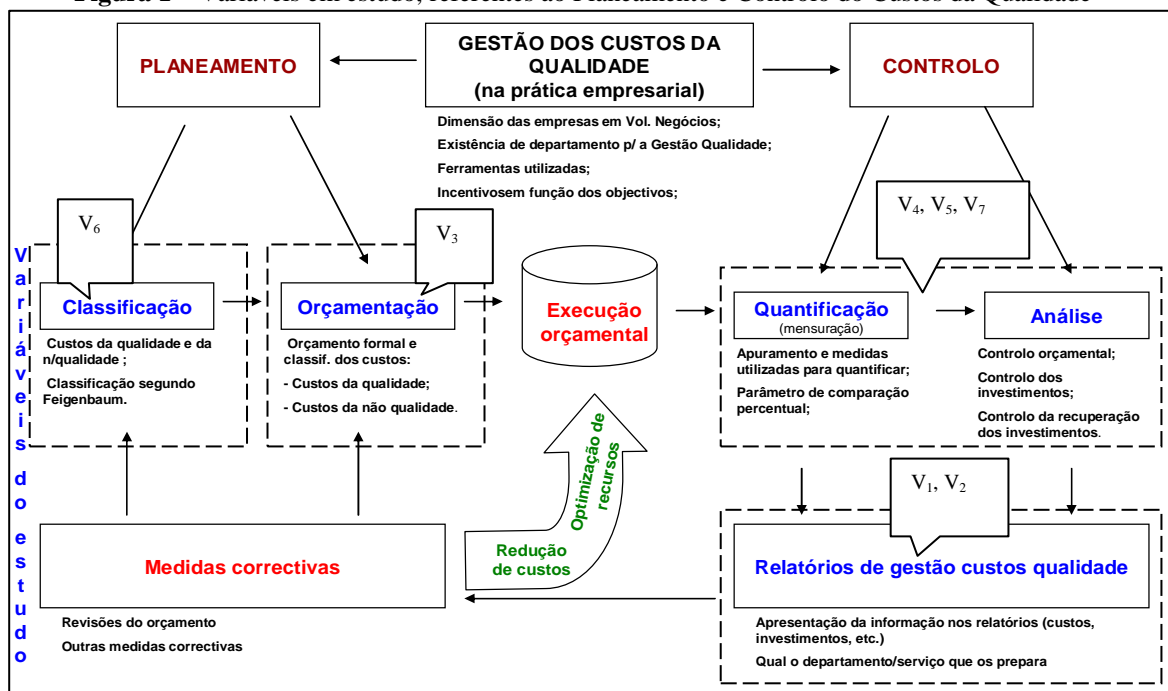 Figura 1 – Variáveis em estudo, referentes ao Planeamento e Controlo do Custos da Qualidade
PLANEAMENTO
GESTÃO DOS CUSTOS DA
QUALIDADE
(na prática empresarial)
CONTROLO
Dimensão das empresas em Vol. Negócios;
Existência de departamento p/ a Gestão Qualidade;
Ferramentas utilizadas;
Incentivosem função dos objectivos;
V6
V3
V4, V5, V7
Variáveis do estudo
Classificação
Custos da qualidade e da
n/qualidade ;
Classificação segundo
Feigenbaum.
Orçamentação
Orçamento formal e
classif. dos custos:
- Custos da qualidade;
- Custos da não qualidade.
Execução
orçamental
Quantificação
(mensuração)
Apuramento e medidas
utilizadas para quantificar;
Parâmetro de comparação
percentual;
Análise
Controlo orçamental;
Controlo dos
investimentos;
Controlo da recuperação
dos investimentos.
Optimização de
recursos
Redução
de custos
V1, V2
Medidas correctivas
Revisões do orçamento
Outras medidas correctivas
Relatórios de gestão custos qualidade
Apresentação da informação nos relatórios (custos,
investimentos, etc.)
Qual o departamento/serviço que os prepara